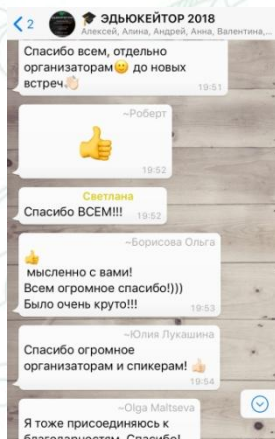 2
🎓 ЭДЬЮКЕЙТОР 2018
Алексей, Алина, Андрей, Анна, Валентина,...
Спасибо всем, отдельно
организаторам😀 до новых
встреч👋🏻
19:51
~Роберт
👍
19:52
Светлана
Спасибо ВСЕМ!!!
19:52
~Борисова Ольга
👍
мысленно с вами!
Всем огромное спасибо!)))
Было очень круто!!!
19:53
~Юлия Лукашина
Спасибо огромное
организаторам и спикерам! 👍🏻
19:54
~Olga Maltseva
Я тоже присоединяюсь к
благодарностям. Спасибо!